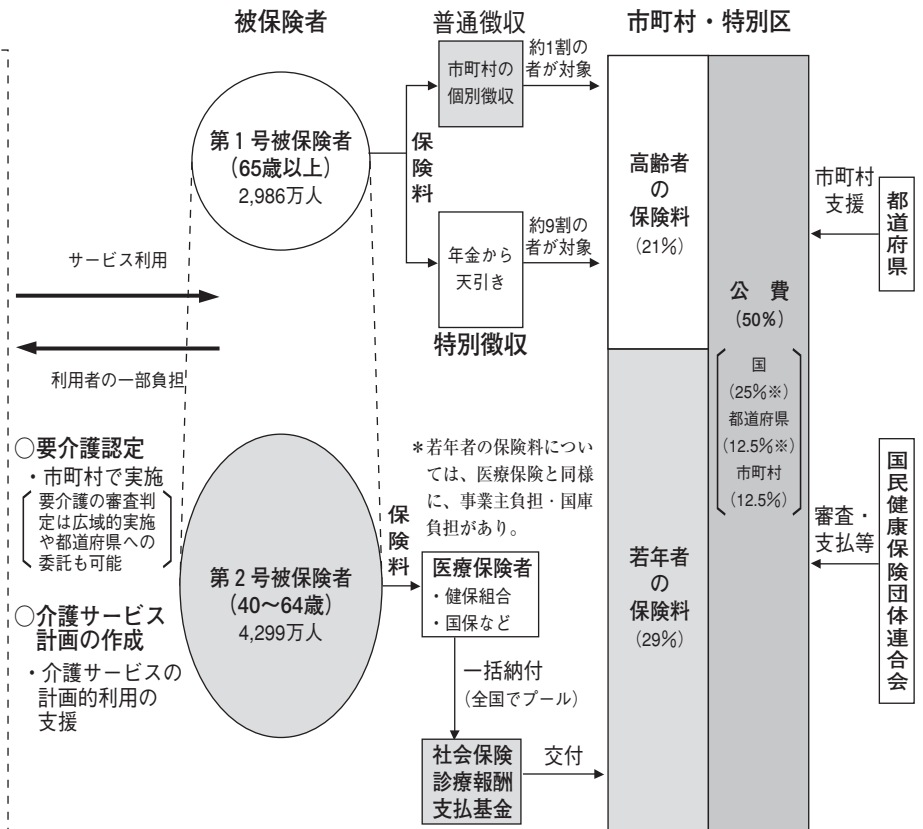 被保険者
普通徴収
市町村・特別区
市町村の
個別徴収
約1割の
者が対象
第1号被保険者
(65歳以上)
2,986万人
保険料
年金から
天引き
約9割の
者が対象
特別徴収
高齢者
の
保険料
(21%)
公 費
(50%)
国
(25%※)
都道府県
(12.5%※)
市町村
(12.5%)
市町村
支援
都道府県
サービス利用
利用者の一部負担
○要介護認定
・市町村で実施
要介護の審査判
定は広域的実施
や都道府県への
委託も可能
○介護サービス
計画の作成
・介護サービスの
計画的利用の
支援
第2号被保険者
(40〜64歳)
4,299万人
保険料
*若年者の保険料につい
ては、医療保険と同様
に、事業主負担・国庫
負担があり。
医療保険者
・健保組合
・国保など
一括納付
(全国でプール)
社会保険
診療報酬
支払基金
交付
若年者
の
保険料
(29%)
審査・
支払等
国民健康保険団体連合会